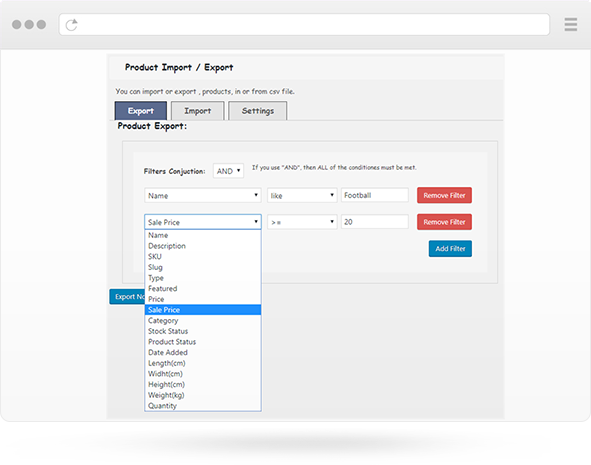 Product Import / Export
You can import or export , products, in or from csv file.
Export Import Settings
Product Export:
Filters Conjuction: AND If you use "AND", then ALL of the conditiones must be met.
Name like Football Remove Filter
Sale Price >= 20 Remove Filter
Name
Description
SKU
Slug
Type
Featured
Price
Sale Price
Category
Stock Status
Product Status
Date Added
Length(cm)
Widht(cm)
Height(cm)
Weight(kg)
Quantity
Add Filter
Export